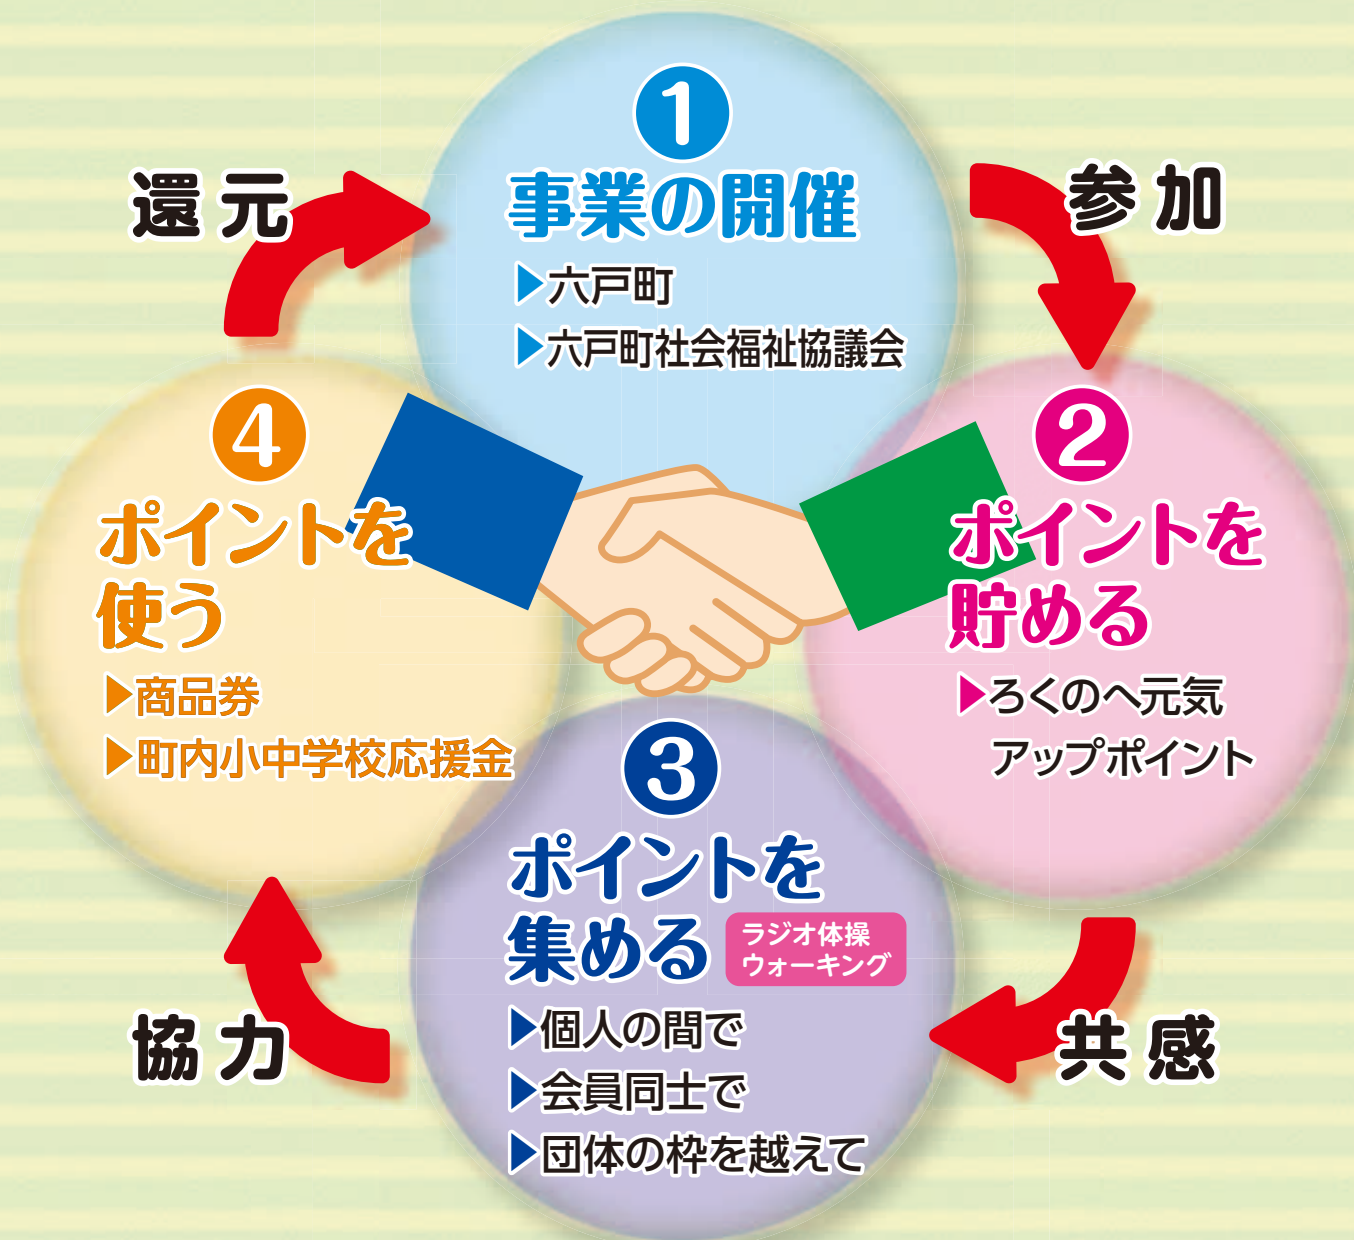 1
事業の開催
▶六戸町
▶六戸町社会福祉協議会
参加
2
ポイントを
貯める
▶ろくのへ元気
アップポイント
共感
3
ポイントを
集める
ラジオ体操
ウォーキング
▶個人の間で
▶会員同士で
▶団体の枠を越えて
協力
4
ポイントを
使う
▶商品券
▶町内小中学校応援金
還元